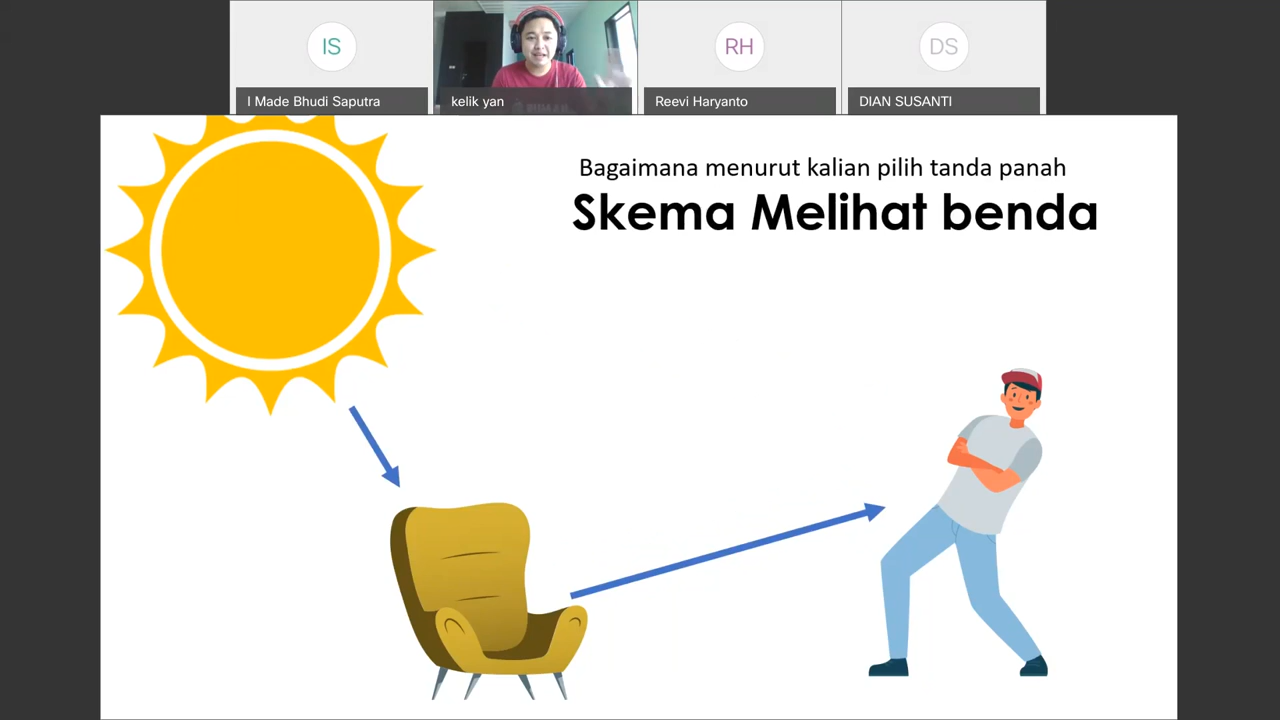 IS
RH
DS
I Made Bhudi Saputra
kelik yan
Reevi Haryanto
DIAN SUSANTI
Bagaimana menurut kalian pilih tanda panah
Skema Melihat benda